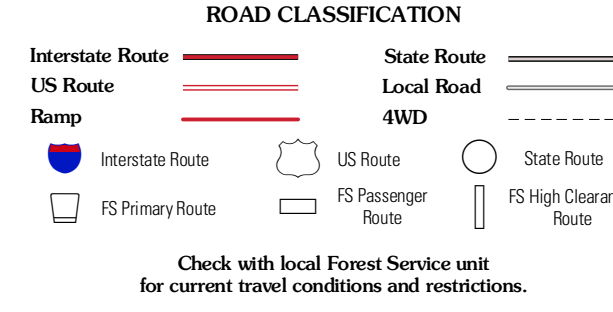 ROAD CLASSIFICATION
Interstate Route
State Route
US Route
Local Road
Ramp
4WD
Interstate Route
US Route
State Route
FS Primary Route
FS Passenger
Route
FS High Clearan
Route
Check with local Forest Service unit
for current travel conditions and restrictions.